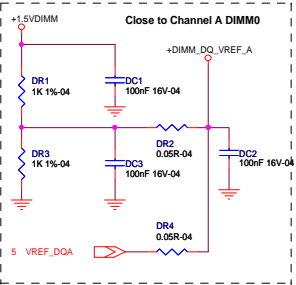 +1.5VDIMM
Close to Channel A DIMM0
+DIMM_DQ_VREF_A
DR1
1K 1%-04
DC1
100nF 16V-04
DR3
1K 1%-04
DC3
100nF 16V-04
DR2
0.05R-04
DC2
100nF 16V-04
DR4
0.05R-04
5 VREF_DQA